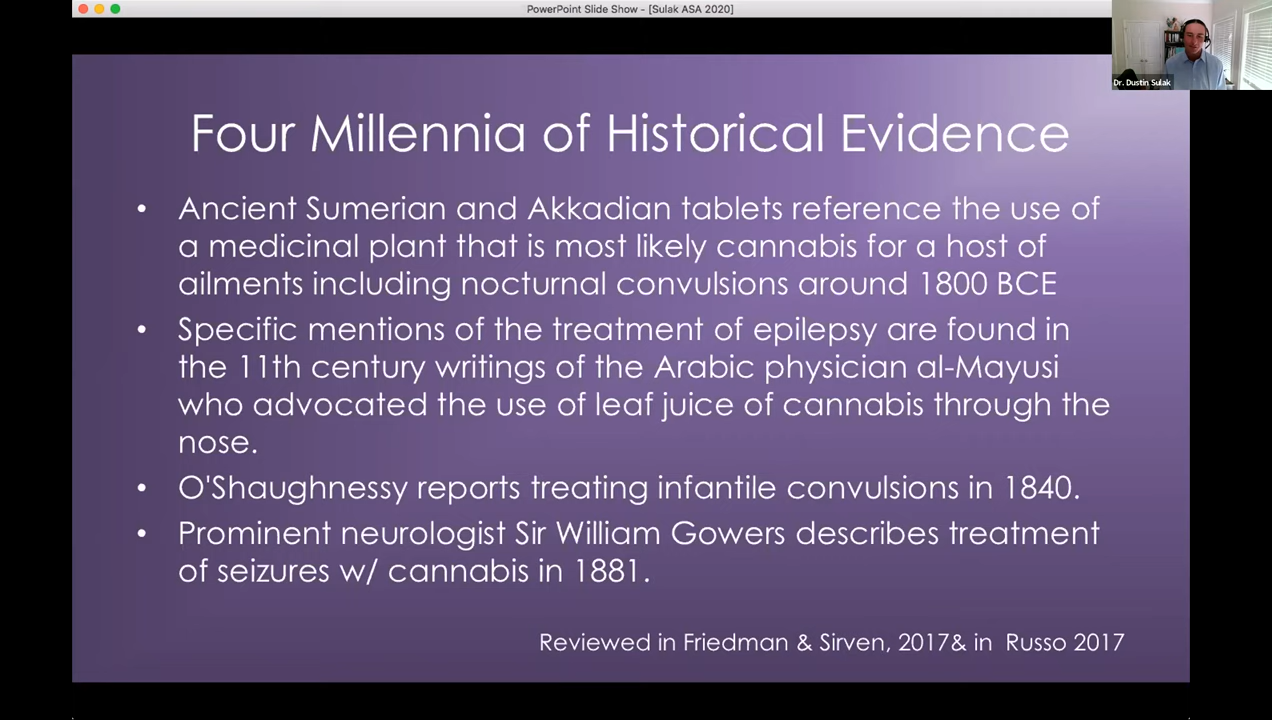 PowerPoint Slide Show - [Sulak ASA 2020]
Dr. Dustin Sulak
Four Millennia of Historical Evidence
• Ancient Sumerian and Akkadian tablets reference the use of
a medicinal plant that is most likely cannabis for a host of
ailments including nocturnal convulsions around 1800 BCE
• Specific mentions of the treatment of epilepsy are found in
the 11th century writings of the Arabic physician al-Mayusi
who advocated the use of leaf juice of cannabis through the
nose.
• O'Shaughnessy reports treating infantile convulsions in 1840.
• Prominent neurologist Sir William Gowers describes treatment
of seizures w/ cannabis in 1881.
Reviewed in Friedman & Sirven, 2017& in  Russo 2017